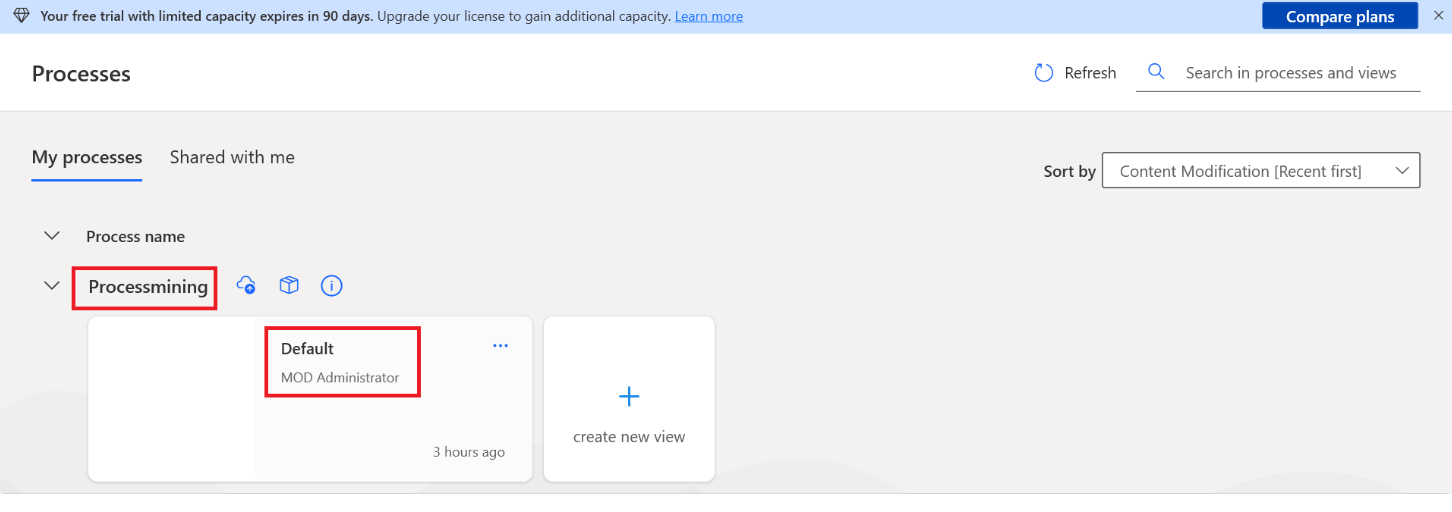 Your free trial with limited capacity expires in 90 days. Upgrade your license to gain additional capacity. Learn more
Compare plans
Processes
Refresh
Search in processes and views
My processes
Shared with me
Sort by
Content Modification [Recent first]
Process name
Processmining
Default
MOD Administrator
3 hours ago
create new view